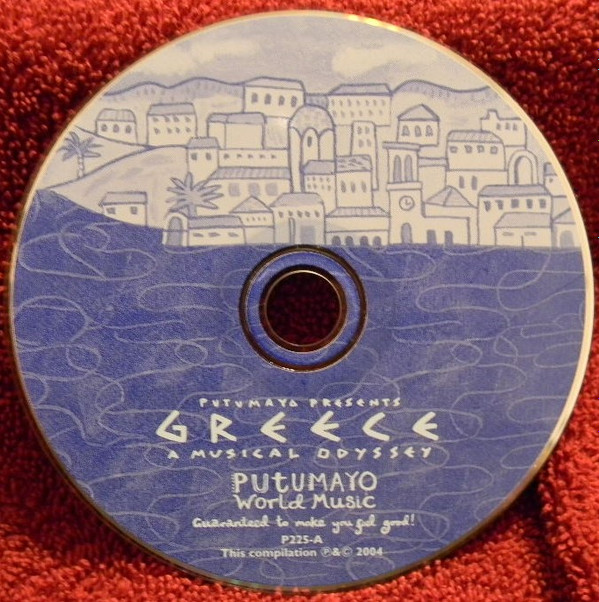 PUTUMAYO PRESENTS
GREECE
A MUSICAL ODYSSEY
PUTUMAYO
World Music
Guaranteed to make you feel good!
P225-A
This compilation ℗&© 2004